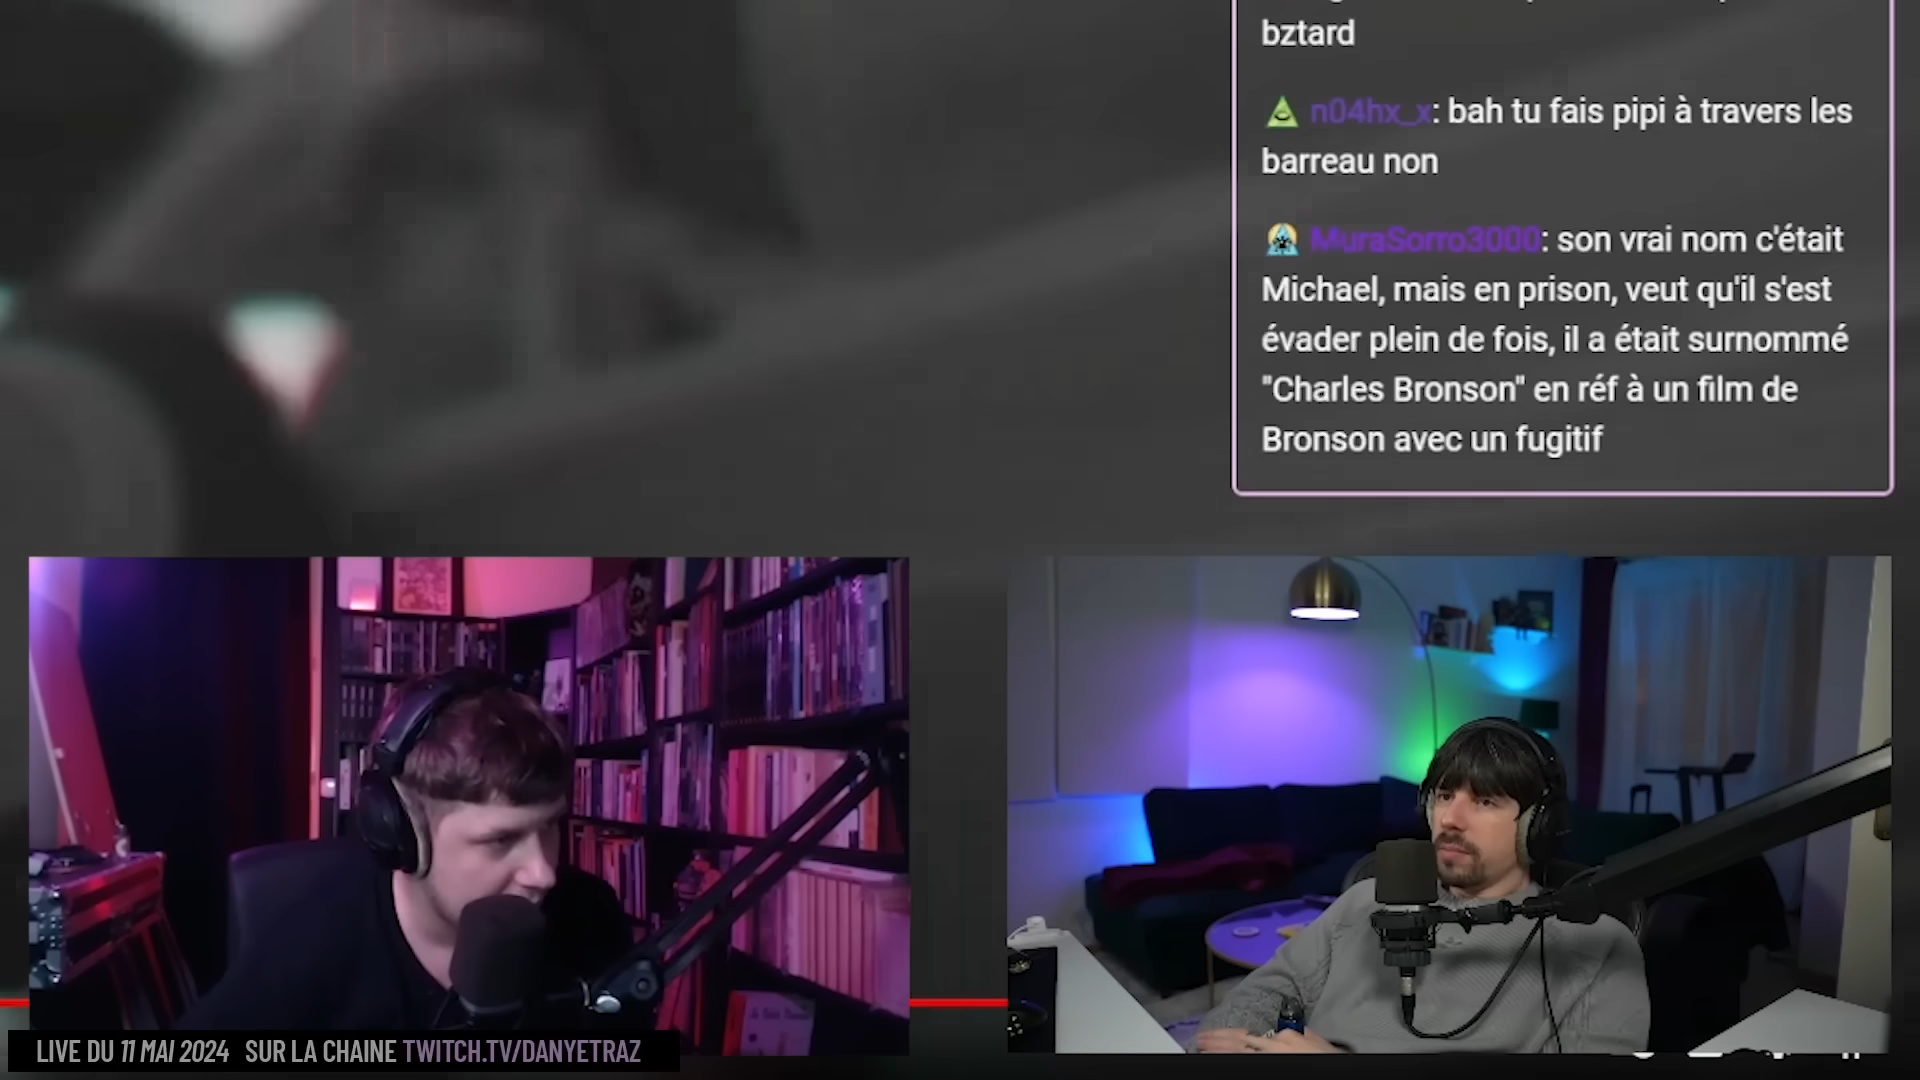 bztard
n04hx_x: bah tu fais pipi à travers les
barreau non
MuraSorro3000: son vrai nom c'était
Michael, mais en prison, veut qu'il s'est
évader plein de fois, il a était surnommé
"Charles Bronson" en réf à un film de
Bronson avec un fugitif
LIVE DU 11 MAI 2024 SUR LA CHAINE TWITCH.TV/DANYETRAZ